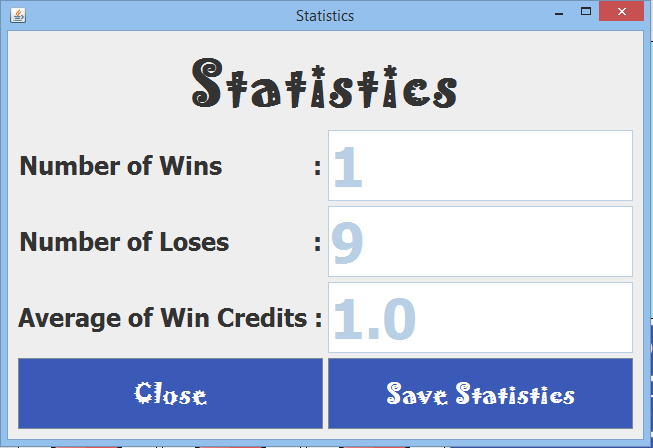 Statistics
Statistics
Number of Wins : 1
Number of Loses : 9
Average of Win Credits : 1.0
Close Save Statistics